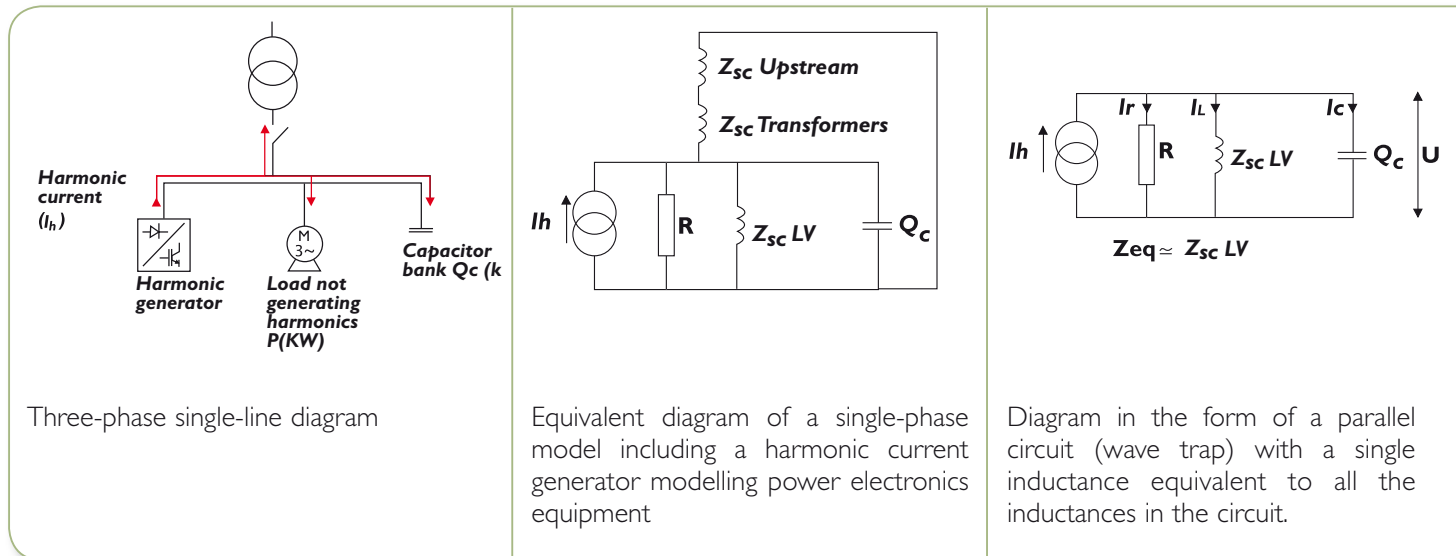 Harmonic
current
(Ih)
M
3~
Harmonic
generator
Load not
generating
harmonics
P(KW)
Capacitor
bank Qc (k
Three-phase single-line diagram
Zsc Upstream
Zsc Transformers
Ih
R
Zsc LV
Qc
Equivalent diagram of a single-phase
model including a harmonic current
generator modelling power electronics
equipment
Ir
IL
Ic
Ih
R
Zsc LV
Qc
U
Zeq ≃ Zsc LV
Diagram in the form of a parallel
circuit (wave trap) with a single
inductance equivalent to all the
inductances in the circuit.